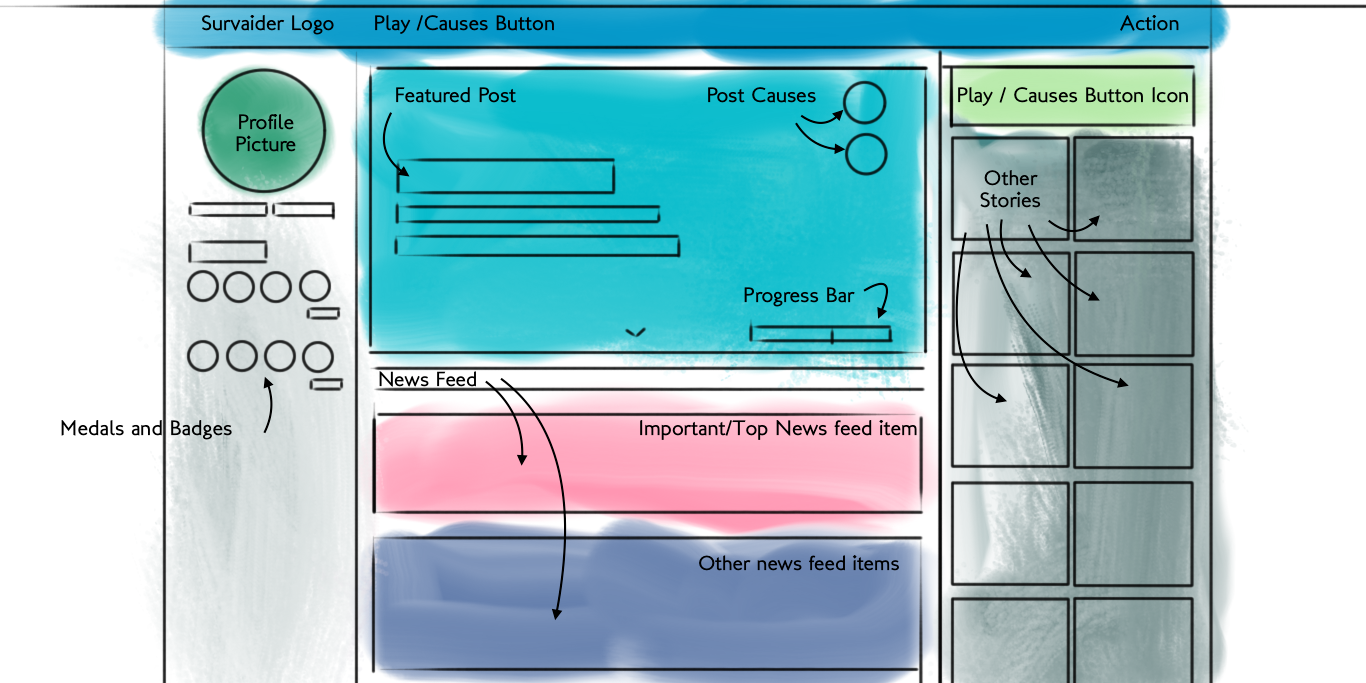 Survaider Logo
Play /Causes Button
Action
Profile
Picture
Medals and Badges
Featured Post
Post Causes
Progress Bar
News Feed
Important/Top News feed item
Other news feed items
Play / Causes Button Icon
Other
Stories